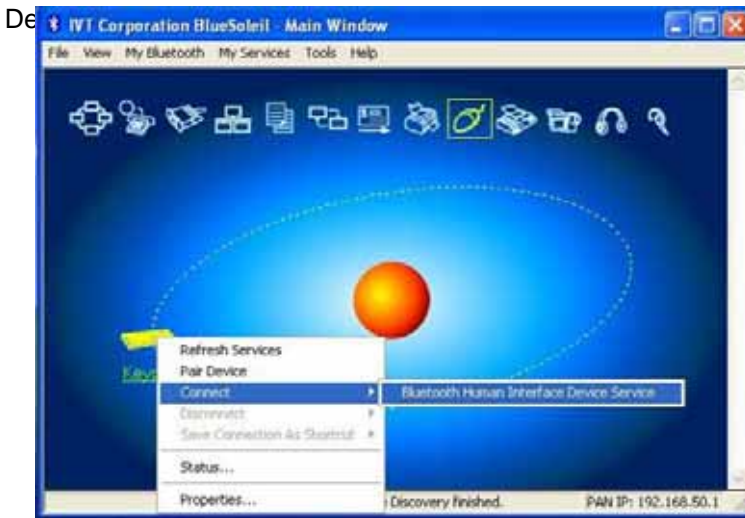 De
IVT Corporation BlueSoleil - Main Window
File View My Bluetooth My Services Tools Help
Refresh Services
Pair Device
Connect
Bluetooth Human Interface Device Service
Disconnect
Save Connection As Shortcut
Status...
Properties...
Discovery finished.
PAN IP: 192.168.50.1